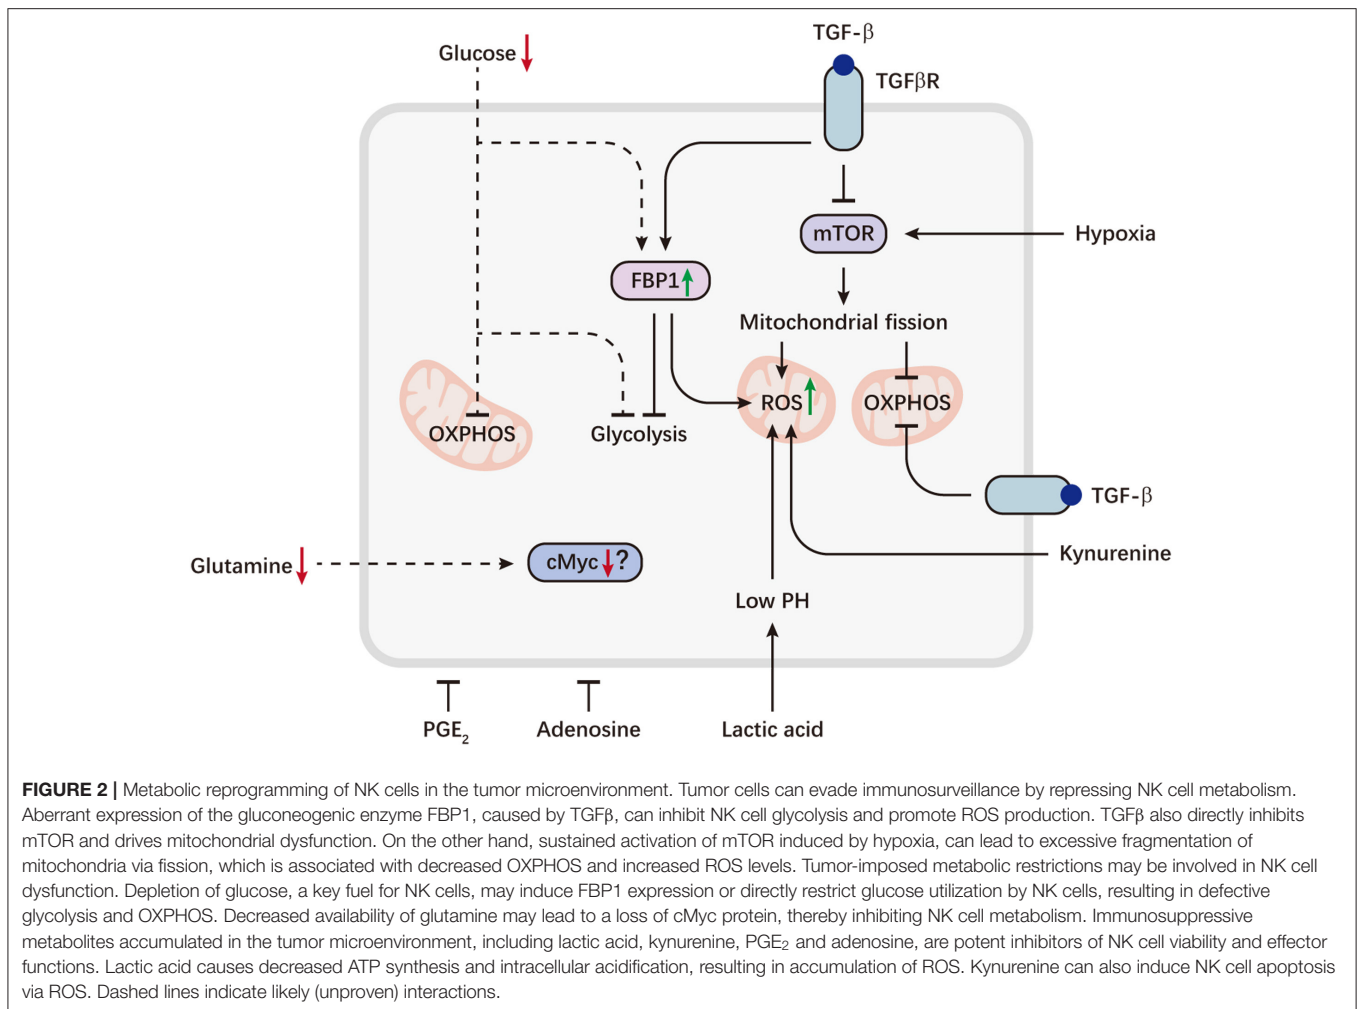 TGF-β
Glucose
TGFβR
mTOR
Hypoxia
FBP1
Mitochondrial fission
ROS
OXPHOS
OXPHOS
Glycolysis
TGF-β
Kynurenine
Glutamine
cMyc ?
Low PH
PGE₂
Adenosine
Lactic acid
FIGURE 2 | Metabolic reprogramming of NK cells in the tumor microenvironment. Tumor cells can evade immunosurveillance by repressing NK cell metabolism.
Aberrant expression of the gluconeogenic enzyme FBP1, caused by TGFβ, can inhibit NK cell glycolysis and promote ROS production. TGFβ also directly inhibits
mTOR and drives mitochondrial dysfunction. On the other hand, sustained activation of mTOR induced by hypoxia, can lead to excessive fragmentation of
mitochondria via fission, which is associated with decreased OXPHOS and increased ROS levels. Tumor-imposed metabolic restrictions may be involved in NK cell
dysfunction. Depletion of glucose, a key fuel for NK cells, may induce FBP1 expression or directly restrict glucose utilization by NK cells, resulting in defective
glycolysis and OXPHOS. Decreased availability of glutamine may lead to a loss of cMyc protein, thereby inhibiting NK cell metabolism. Immunosuppressive
metabolites accumulated in the tumor microenvironment, including lactic acid, kynurenine, PGE₂ and adenosine, are potent inhibitors of NK cell viability and effector
functions. Lactic acid causes decreased ATP synthesis and intracellular acidification, resulting in accumulation of ROS. Kynurenine can also induce NK cell apoptosis
via ROS. Dashed lines indicate likely (unproven) interactions.